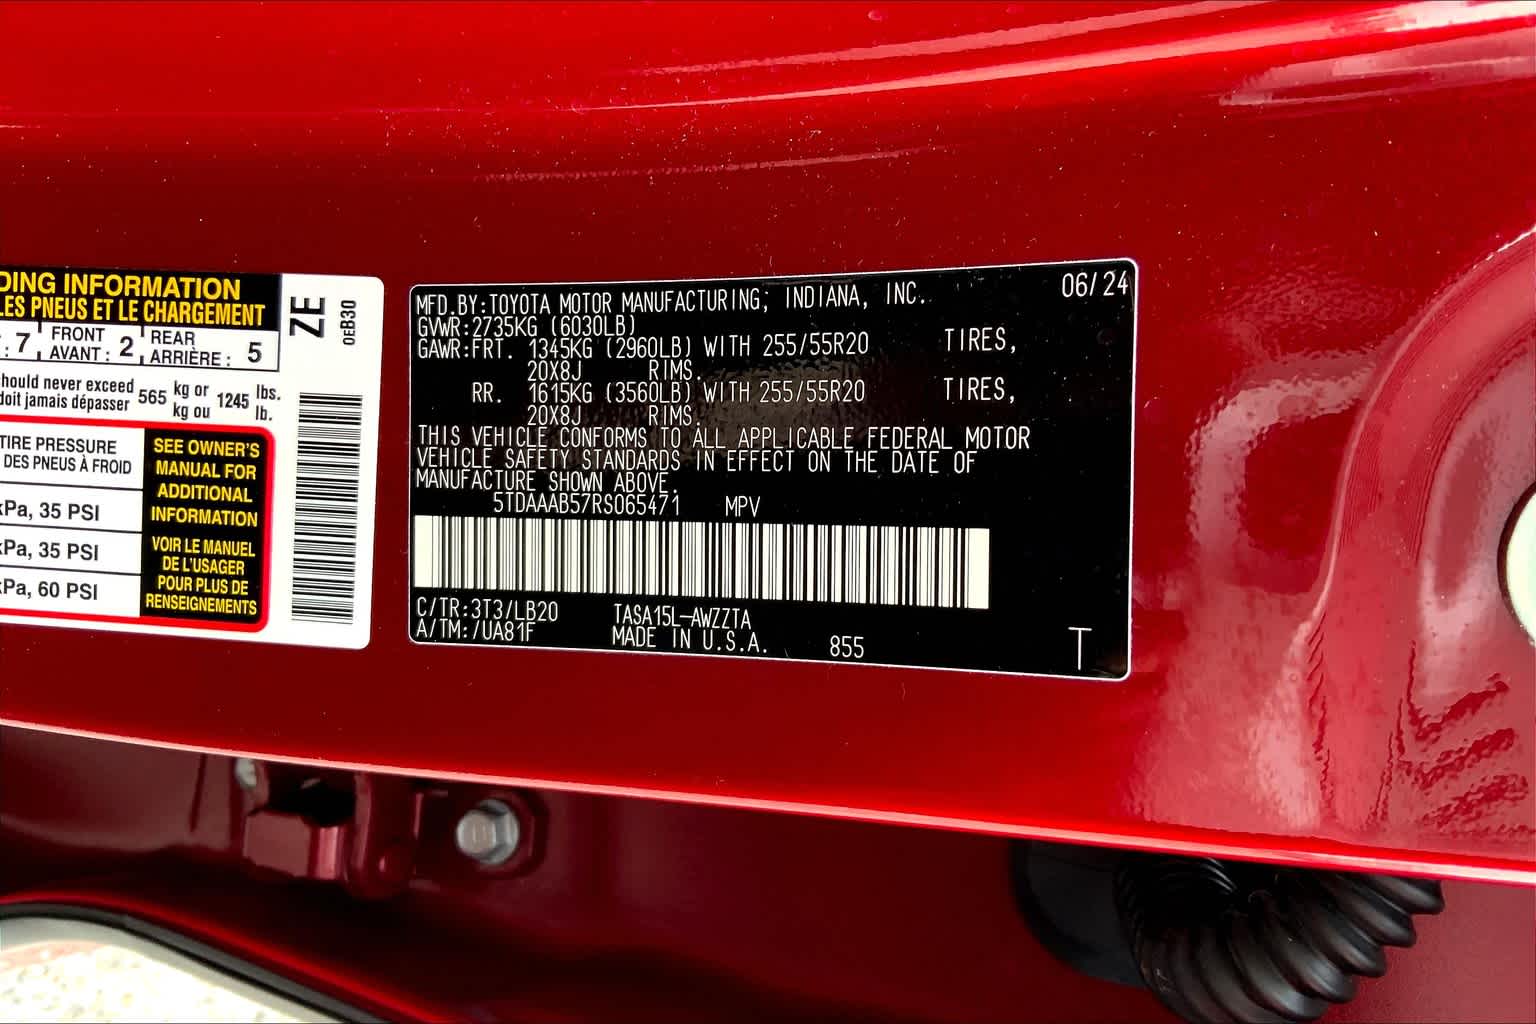 DING INFORMATION
LES PNEUS ET LE CHARGEMENT
: 7 FRONT AVANT : 2 REAR ARRIÈRE : 5
should never exceed 565 kg or 1245 lbs.
doit jamais dépasser kg ou lb.
TIRE PRESSURE
DES PNEUS À FROID
kPa, 35 PSI
kPa, 35 PSI
kPa, 60 PSI
SEE OWNER'S
MANUAL FOR
ADDITIONAL
INFORMATION
VOIR LE MANUEL
DE L'USAGER
POUR PLUS DE
RENSEIGNEMENTS
ZE
0EB30
06/24
MFD.BY:TOYOTA MOTOR MANUFACTURING, INDIANA, INC.
GVWR:2735KG (6030LB)
GAWR:FRT. 1345KG (2960LB) WITH 255/55R20 TIRES,
20X8J RIMS.
RR. 1615KG (3560LB) WITH 255/55R20 TIRES,
20X8J RIMS.
THIS VEHICLE CONFORMS TO ALL APPLICABLE FEDERAL MOTOR
VEHICLE SAFETY STANDARDS IN EFFECT ON THE DATE OF
MANUFACTURE SHOWN ABOVE.
5TDAAAB57RS065471 MPV
C/TR:3T3/LB20 TASA15L-AWZZTA
A/TM:/UA81F MADE IN U.S.A. 855
T